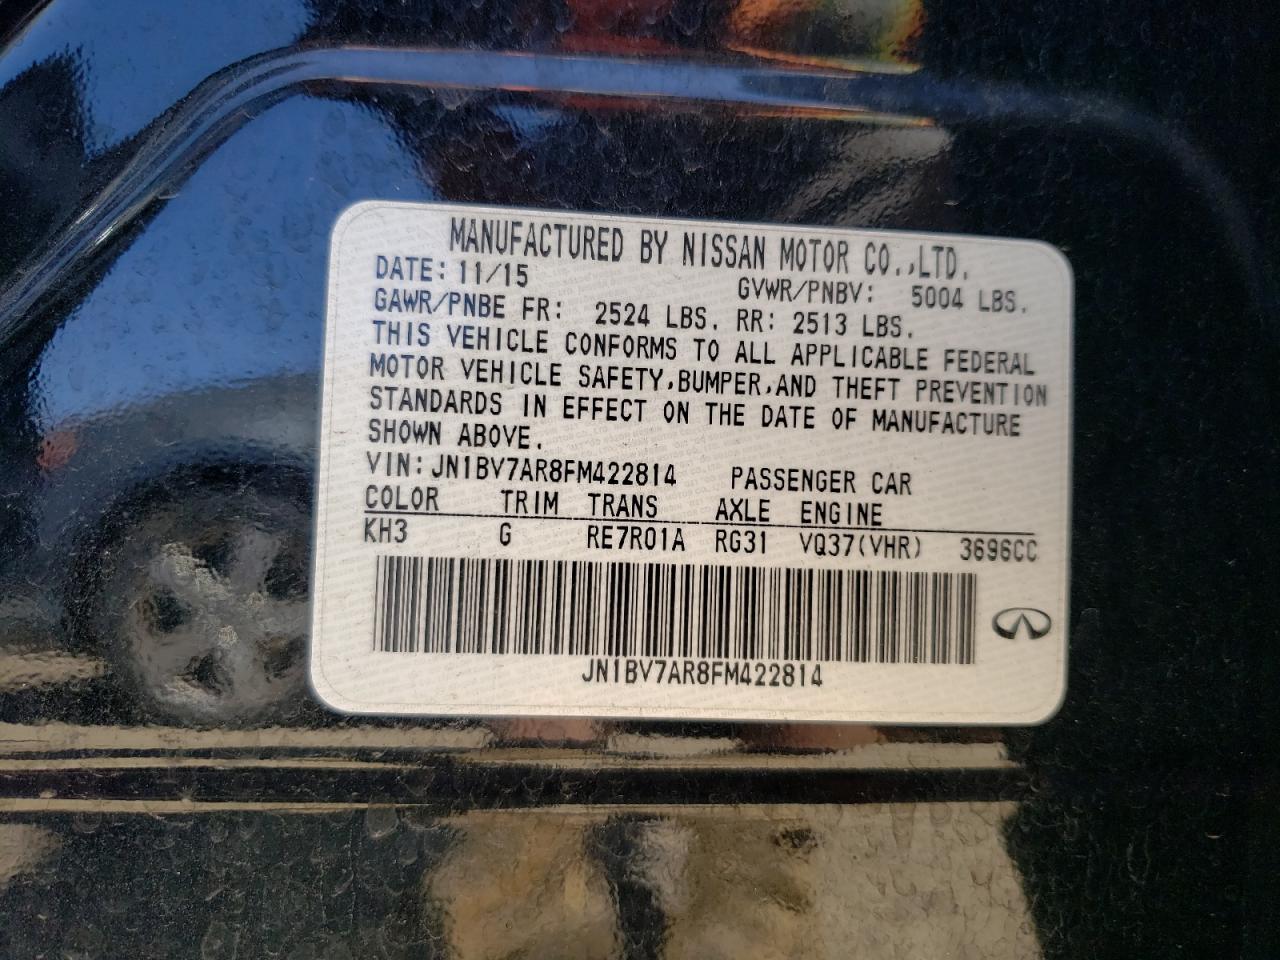 MANUFACTURED BY NISSAN MOTOR CO.,LTD.
DATE: 11/15 GVWR/PNBV: 5004 LBS.
GAWR/PNBE FR: 2524 LBS. RR: 2513 LBS.
THIS VEHICLE CONFORMS TO ALL APPLICABLE FEDERAL
MOTOR VEHICLE SAFETY,BUMPER,AND THEFT PREVENTION
STANDARDS IN EFFECT ON THE DATE OF MANUFACTURE
SHOWN ABOVE.
VIN: JN1BV7AR8FM422814 PASSENGER CAR
COLOR TRIM TRANS AXLE ENGINE
KH3 G RE7R01A RG31 VQ37(VHR) 3696CC
JN1BV7AR8FM422814